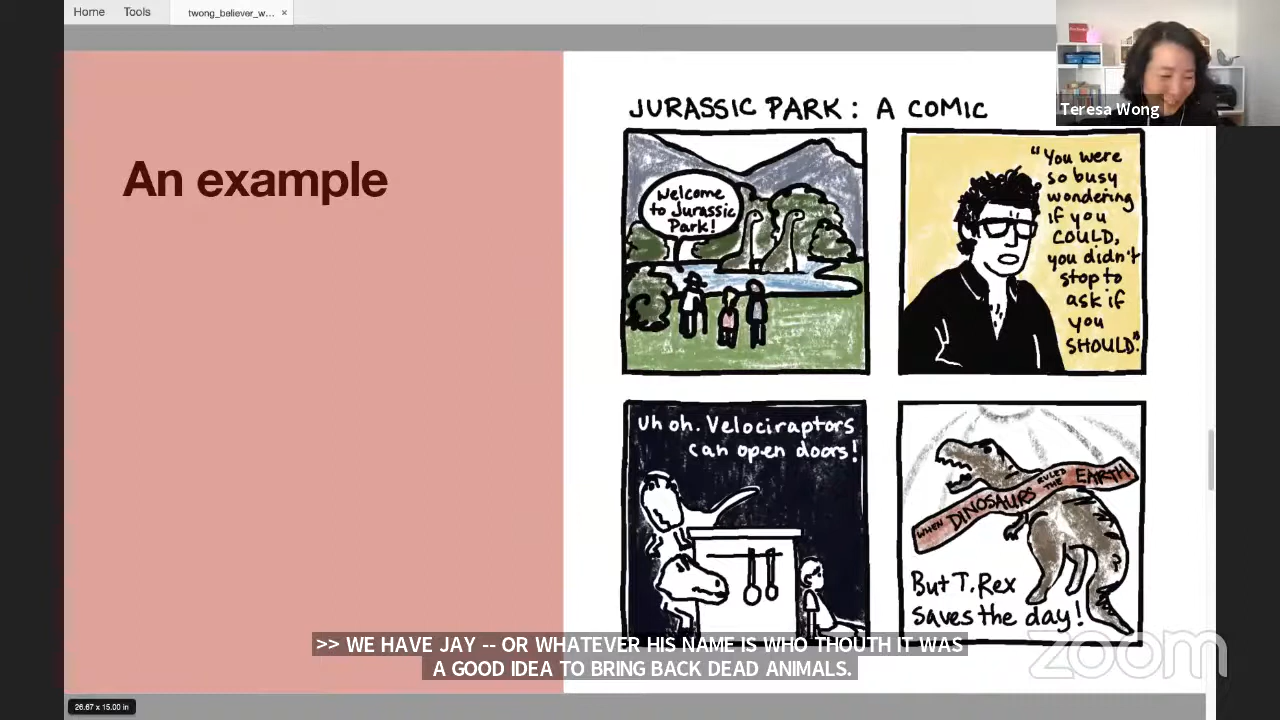 Home Tools twong_believer_w... ×
Teresa Wong
An example
JURASSIC PARK: A COMIC
Welcome
to Jurassic
Park!
"You were
so busy
wondering
if you
COULD,
you didn't
stop to
ask if
you
SHOULD."
Uh oh. Velociraptors
can open doors!
WHEN DINOSAURS RULED THE EARTH
But T. Rex
saves the day!
>> WE HAVE JAY -- OR WHATEVER HIS NAME IS WHO THOUTH IT WAS
A GOOD IDEA TO BRING BACK DEAD ANIMALS.
zoom
26.67 x 15.00 in